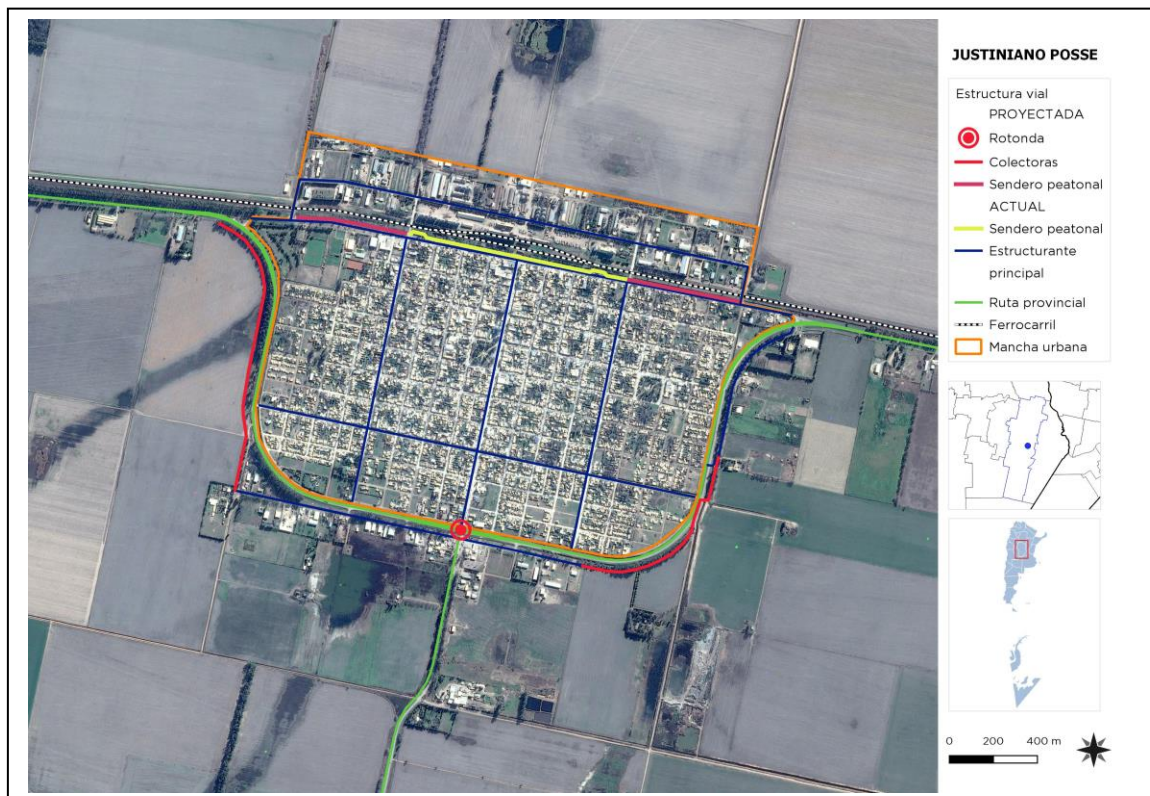 JUSTINIANO POSSE
Estructura vial
PROYECTADA
Rotonda
Colectoras
Sendero peatonal
ACTUAL
Sendero peatonal
Estructurante
principal
Ruta provincial
Ferrocarril
Mancha urbana
0 200 400 m